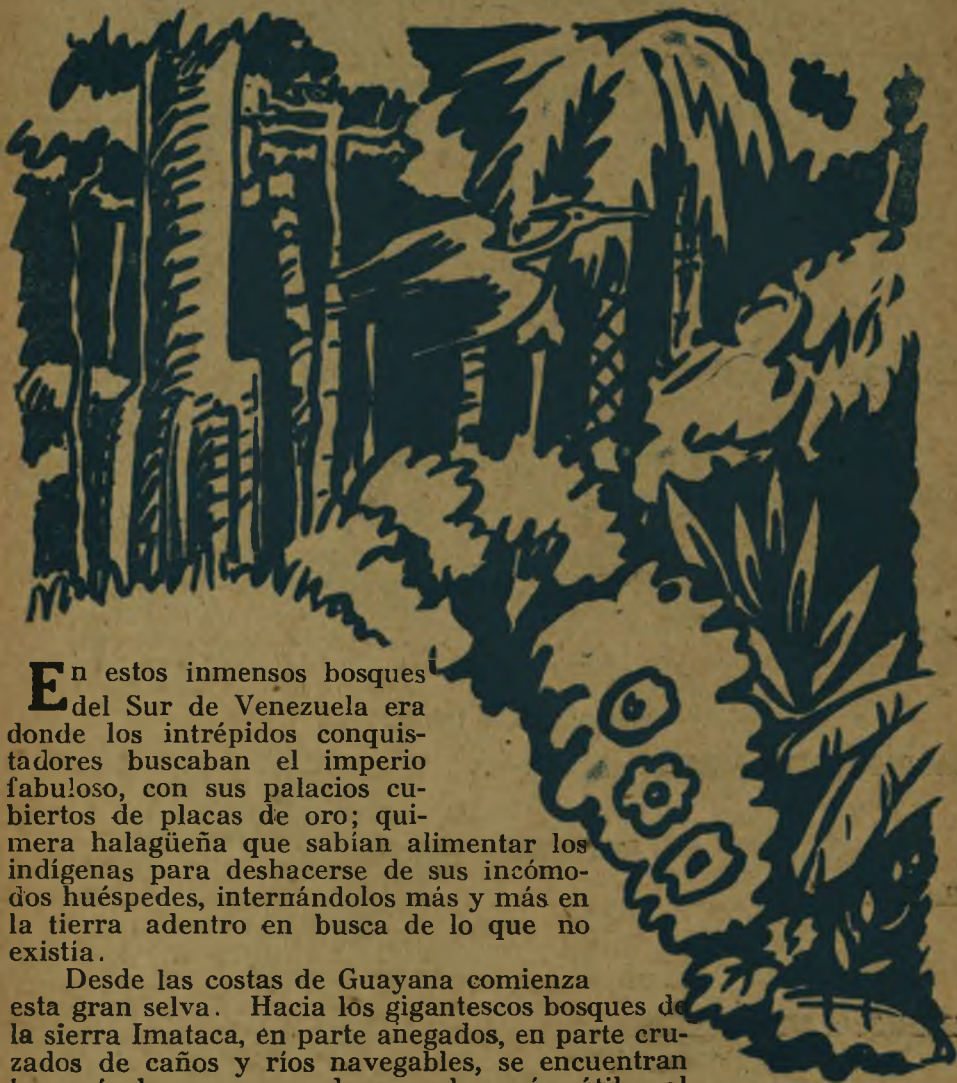 En estos inmensos bosques
del Sur de Venezuela era
donde los intrépidos conquis-
tadores buscaban el imperio
fabuloso, con sus palacios cu-
biertos de placas de oro; qui-
mera halagüeña que sabían alimentar los
indígenas para deshacerse de sus incómo-
dos huéspedes, internándolos más y más en
la tierra adentro en busca de lo que no
existía.
Desde las costas de Guayana comienza
esta gran selva. Hacia los gigantescos bosques de
la sierra Imataca, en parte anegados, en parte cru-
zados de caños y ríos navegables, se encuentran